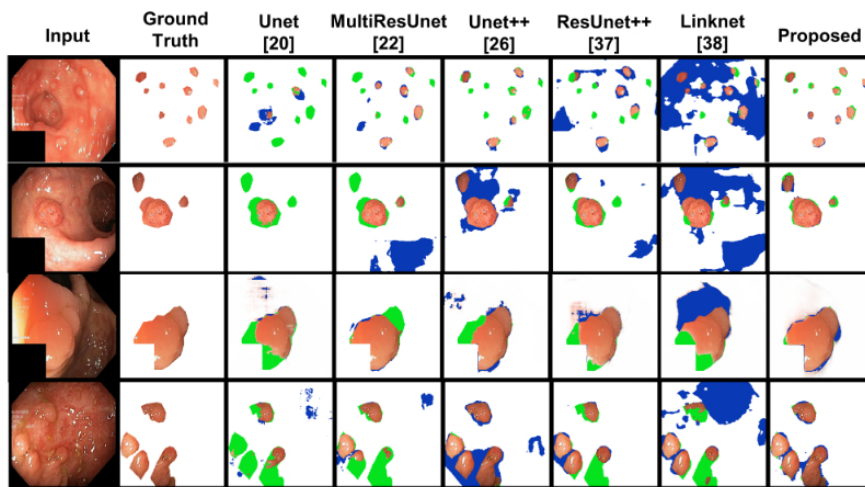 Input
Ground
Truth
Unet
[20]
MultiResUnet
[22]
Unet++
[26]
ResUnet++
[37]
Linknet
[38]
Proposed